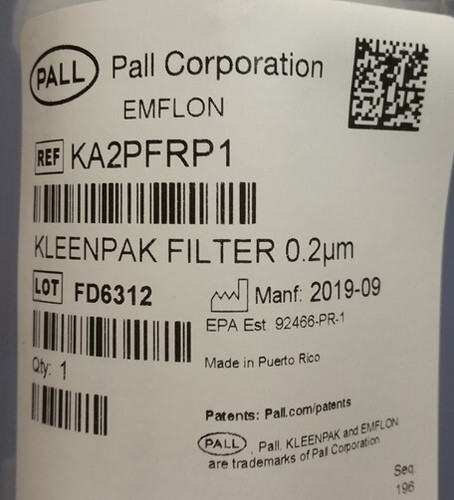 PALL Pall Corporation
EMFLON
REF KA2PFRP1
KLEENPAK FILTER 0.2µm
LOT FD6312 Manf: 2019-09
EPA Est. 92466-PR-1
Qty: 1
Made in Puerto Rico
Patents: Pall.com/patents
PALL, Pall, KLEENPAK and EMFLON
are trademarks of Pall Corporation
Seq
196